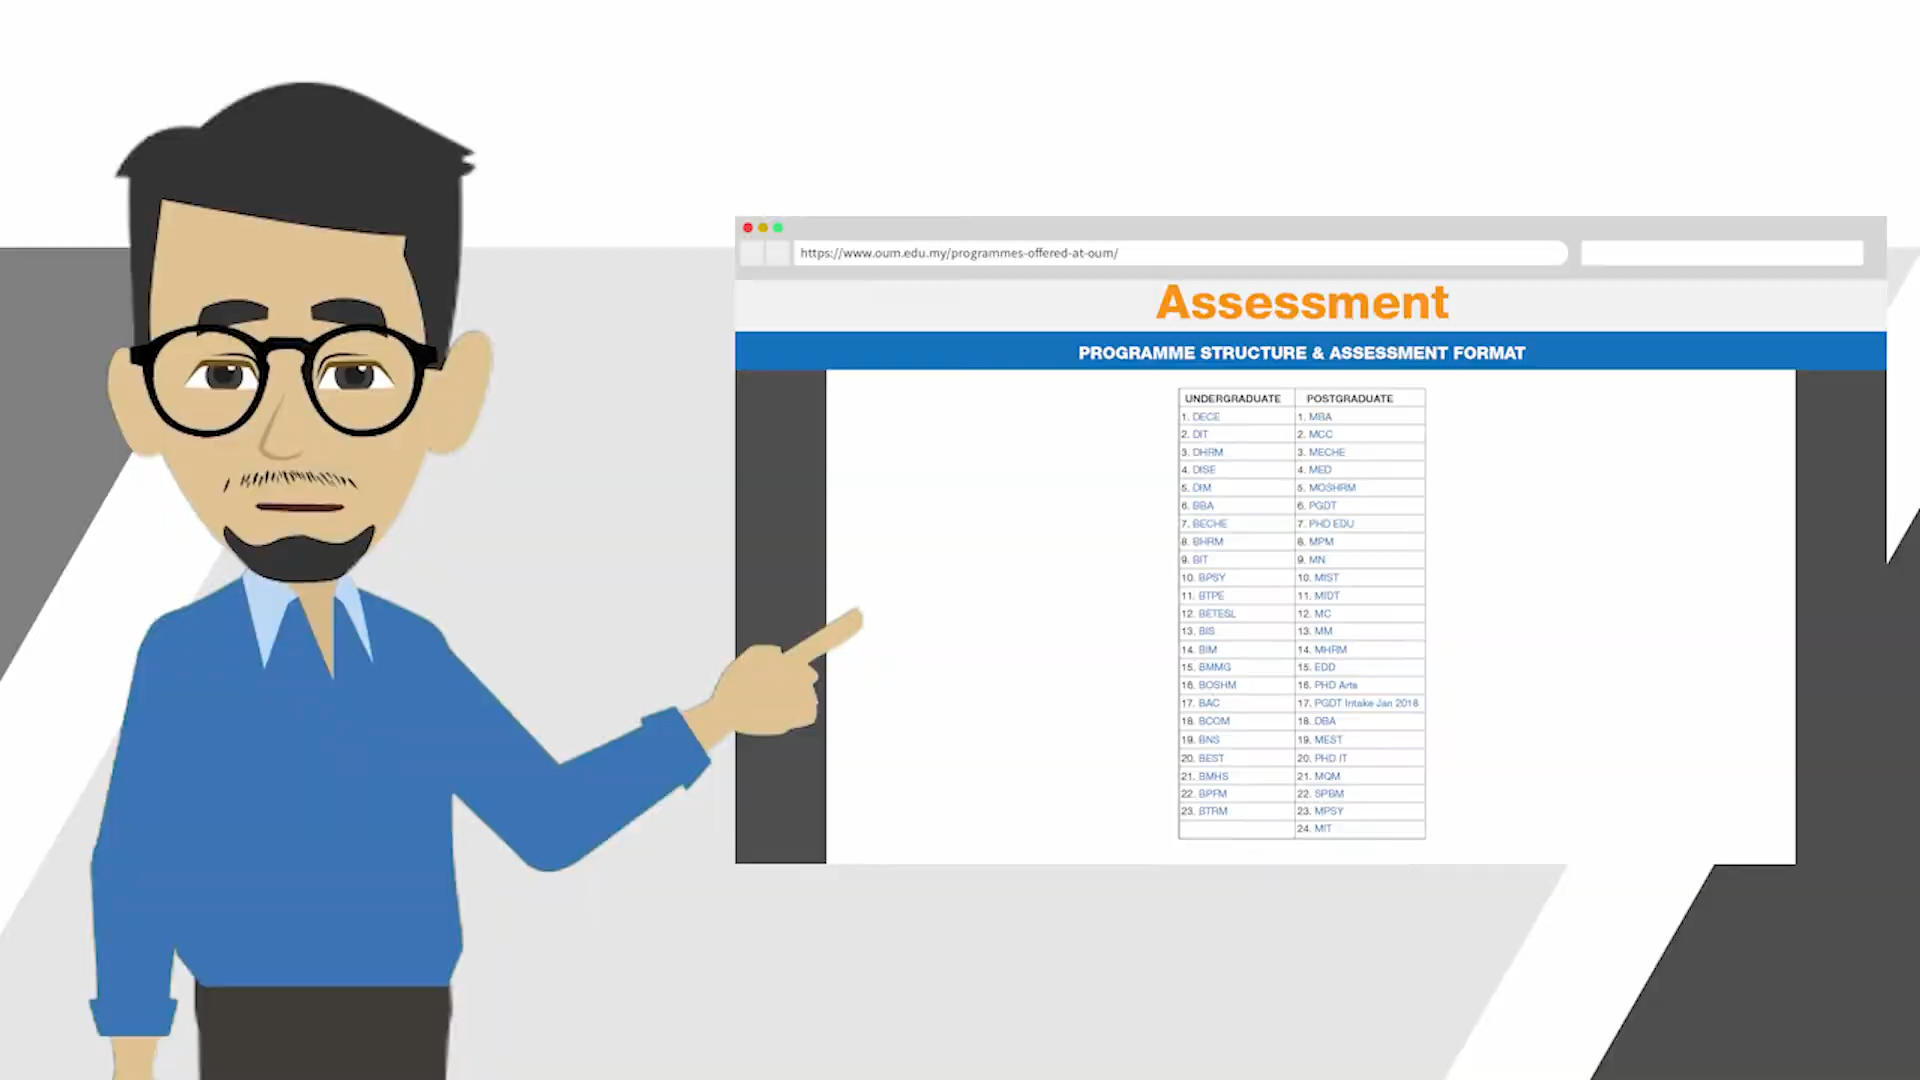 https://www.oum.edu.my/programmes-offered-at-oum/
Assessment
PROGRAMME STRUCTURE & ASSESSMENT FORMAT
UNDERGRADUATE POSTGRADUATE
1. DECE 1. MBA
2. DIT 2. MCC
3. DHRM 3. MECHE
4. DISE 4. MED
5. DIM 5. MOSHRM
6. BBA 6. PGDT
7. BECHE 7. PHD EDU
8. BHRM 8. MPM
9. BIT 9. MN
10. BPSY 10. MIST
11. BTPE 11. MIDT
12. BETESL 12. MC
13. BIS 13. MM
14. BIM 14. MHRM
15. BMMG 15. EDD
16. BOSHM 16. PHD Arts
17. BAC 17. PGDT Intake Jan 2018
18. BCOM 18. DBA
19. BNS 19. MEST
20. BEST 20. PHD IT
21. BMHS 21. MQM
22. BPFM 22. SPBM
23. BTRM 23. MPSY
24. MIT